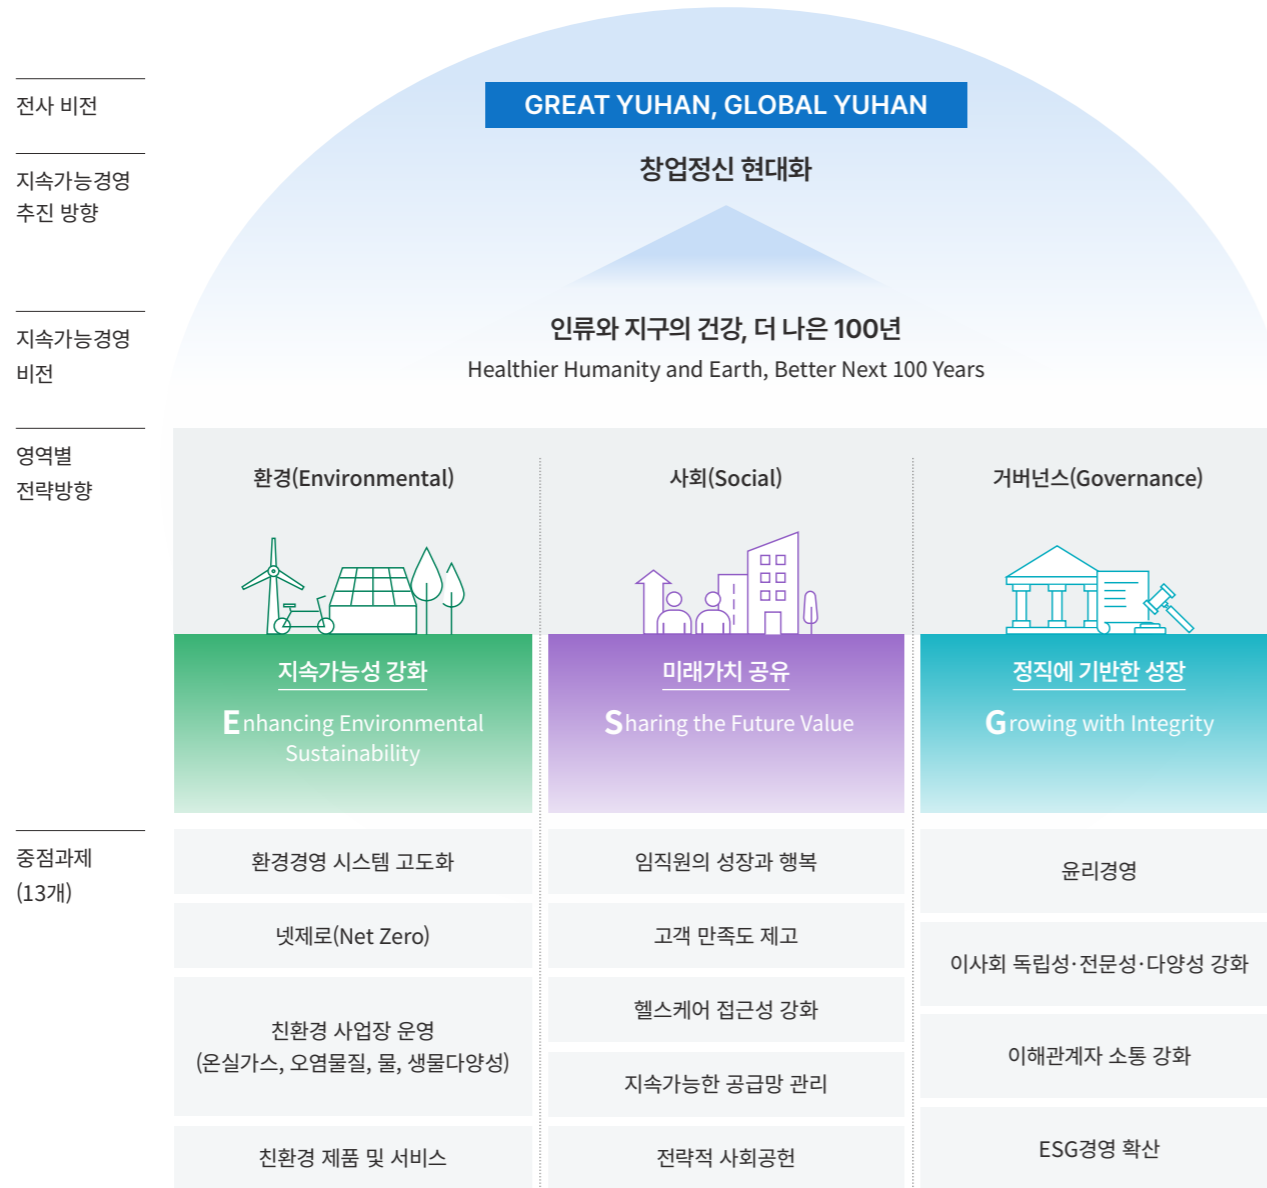 전사 비전
GREAT YUHAN, GLOBAL YUHAN
지속가능경영
추진 방향
창업정신 현대화
지속가능경영
비전
인류와 지구의 건강, 더 나은 100년
Healthier Humanity and Earth, Better Next 100 Years
영역별
전략방향
환경(Environmental)
지속가능성 강화
Enhancing Environmental
Sustainability
사회(Social)
미래가치 공유
Sharing the Future Value
거버넌스(Governance)
정직에 기반한 성장
Growing with Integrity
중점과제
(13개)
환경경영 시스템 고도화
넷제로(Net Zero)
친환경 사업장 운영
(온실가스, 오염물질, 물, 생물다양성)
친환경 제품 및 서비스
임직원의 성장과 행복
고객 만족도 제고
헬스케어 접근성 강화
지속가능한 공급망 관리
전략적 사회공헌
윤리경영
이사회 독립성·전문성·다양성 강화
이해관계자 소통 강화
ESG경영 확산